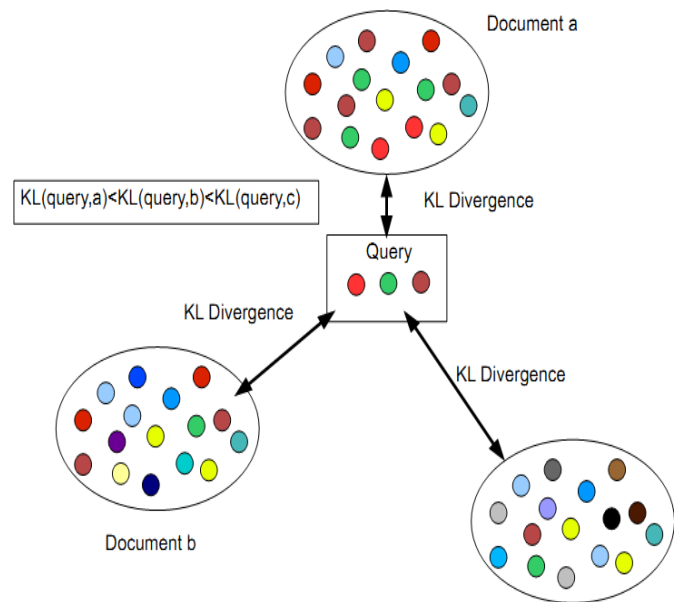 Document a
KL(query,a)<KL(query,b)<KL(query,c)
KL Divergence
Query
KL Divergence
KL Divergence
Document b